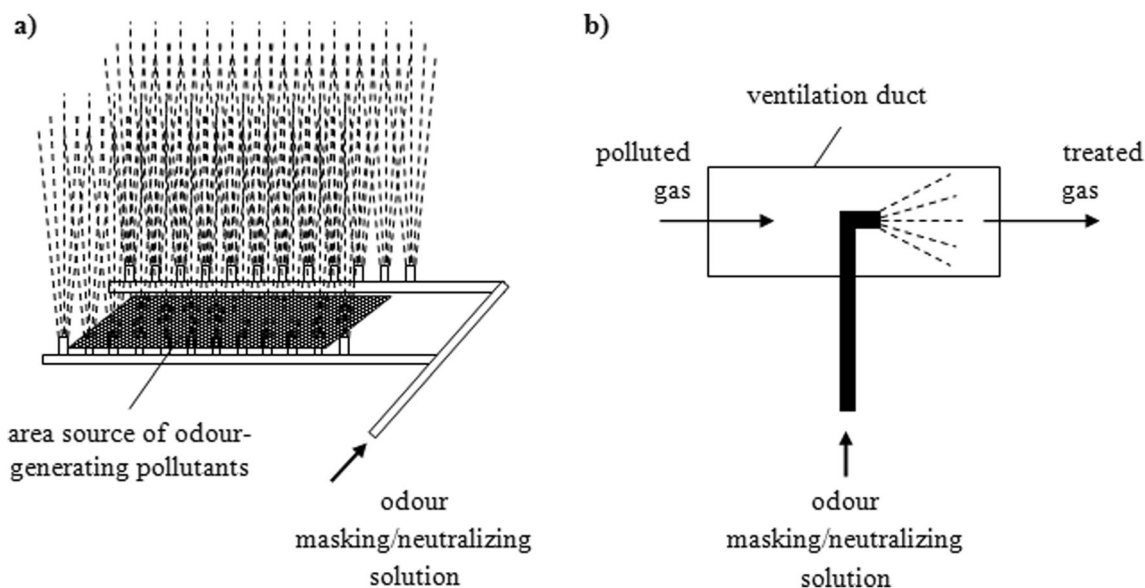 a)
area source of odour-
generating pollutants
odour
masking/neutralizing
solution
b)
ventilation duct
polluted
gas
treated
gas
odour
masking/neutralizing
solution